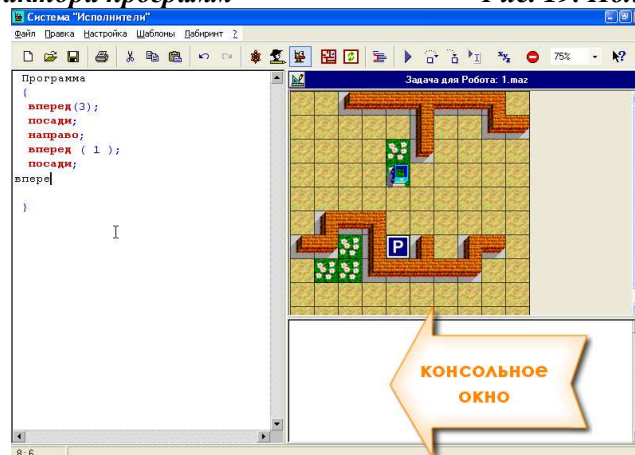 актора программ Рис. 19. Пол
Система "Исполнители"
Файл Правка Настройка Шаблоны Лабиринт ?
75%
Задача для Робота: 1.maz
Программа
{
вперед(3);
посади;
направо;
вперед ( 1 );
посади;
впере
}
P
консольное
окно
8:6